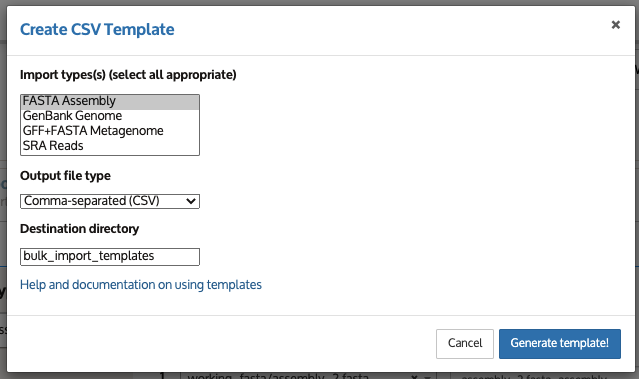 Create CSV Template
×
Import types(s) (select all appropriate)
FASTA Assembly
GenBank Genome
GFF+FASTA Metagenome
SRA Reads
Output file type
Comma-separated (CSV)
Destination directory
bulk_import_templates
Help and documentation on using templates
Cancel
Generate template!